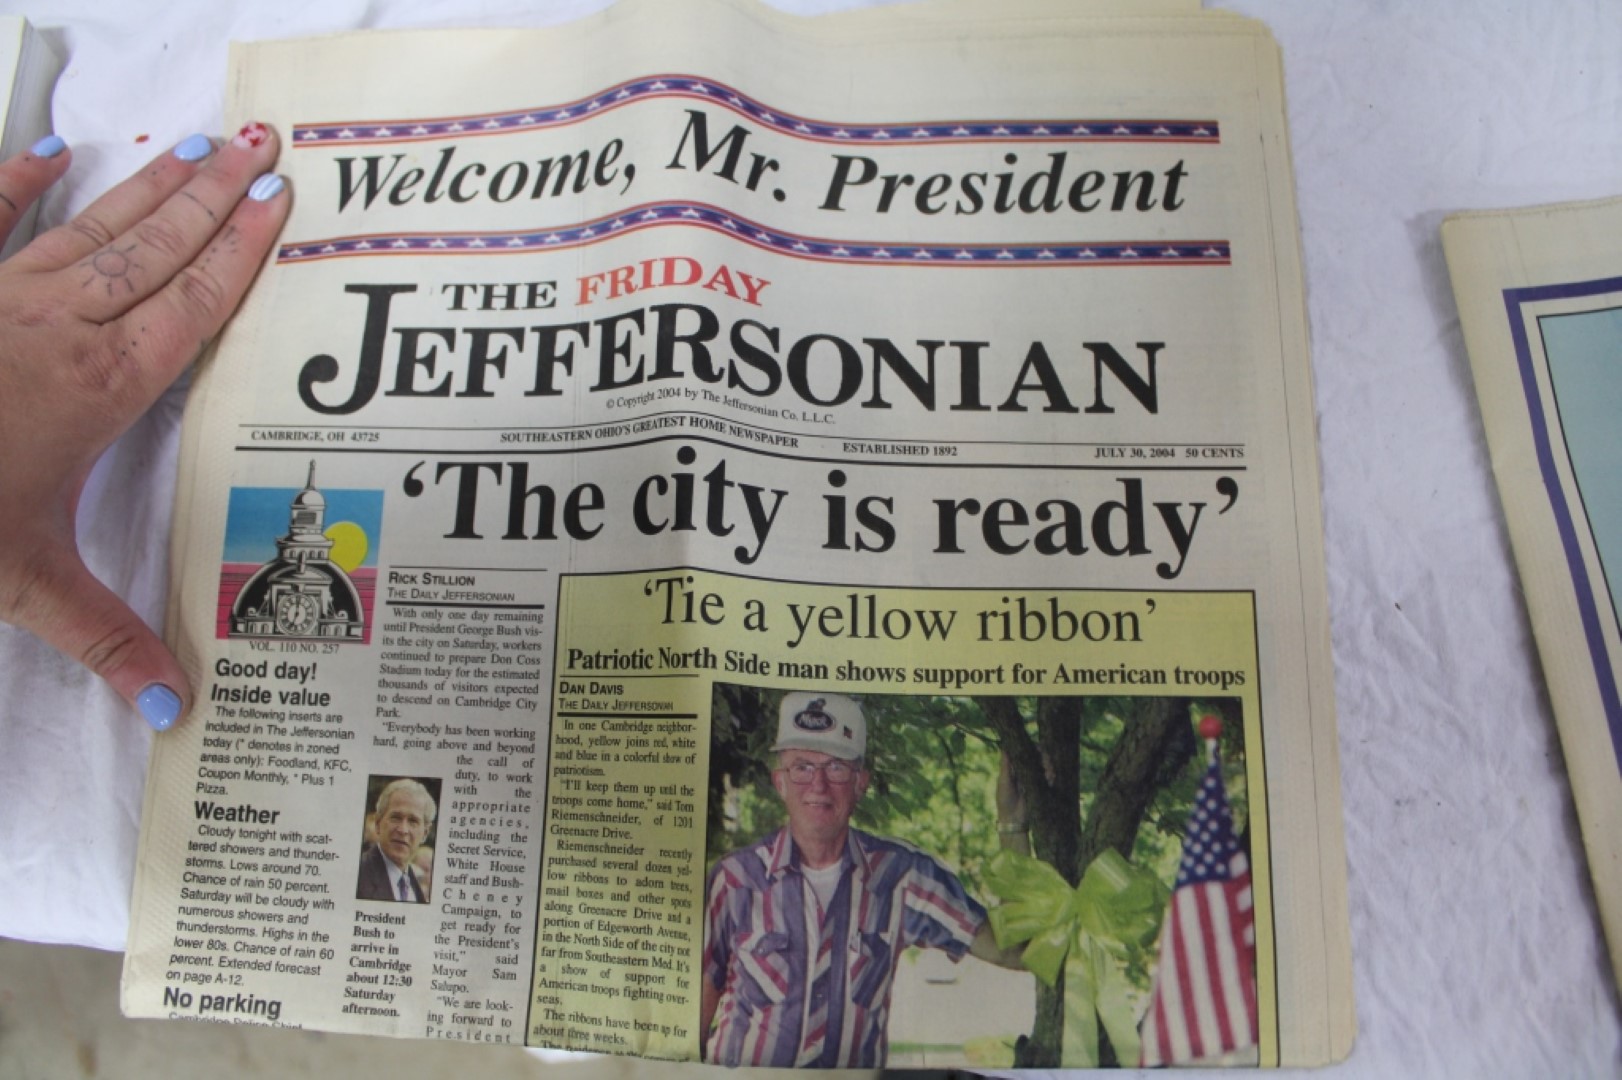 Welcome, Mr. President
THE FRIDAY
JEFFERSONIAN
© Copyright 2004 by The Jeffersonian Co. L.L.C.
CAMBRIDGE, OH 43725 SOUTHEASTERN OHIO'S GREATEST HOME NEWSPAPER ESTABLISHED 1892 JULY 30, 2004 50 CENTS
'The city is ready'
VOL. 110 NO. 257
Good day!
Inside value
The following inserts are
included in The Jeffersonian
today (* denotes in zoned
areas only): Foodland, KFC,
Coupon Monthly, * Plus 1
Pizza.
Weather
Cloudy tonight with scat-
tered showers and thunder-
storms. Lows around 70.
Chance of rain 50 percent.
Saturday will be cloudy with
numerous showers and
thunderstorms. Highs in the
lower 80s. Chance of rain 60
percent. Extended forecast
on page A-12.
No parking
Cambridge Police Chief
RICK STILLION
THE DAILY JEFFERSONIAN
With only one day remaining
until President George Bush vis-
its the city on Saturday, workers
continued to prepare Don Coss
Stadium today for the estimated
thousands of visitors expected
to descend on Cambridge City
Park.
"Everybody has been working
hard, going above and beyond
the call of
duty, to work
with the
appropriate
agencies,
including the
Secret Service,
White House
staff and Bush-
Cheney
Campaign, to
get ready for
the President's
visit," said
Mayor Sam
Salupo.
"We are look-
ing forward to
President
President
Bush to
arrive in
Cambridge
about 12:30
Saturday
afternoon.
'Tie a yellow ribbon'
Patriotic North Side man shows support for American troops
DAN DAVIS
THE DAILY JEFFERSONIAN
In one Cambridge neighbor-
hood, yellow joins red, white
and blue in a colorful show of
patriotism.
"I'll keep them up until the
troops come home," said Tom
Riemenschneider, of 1201
Greenacre Drive.
Riemenschneider recently
purchased several dozen yel-
low ribbons to adorn trees,
mail boxes and other spots
along Greenacre Drive and a
portion of Edgeworth Avenue,
in the North Side of the city not
far from Southeastern Med. It's
a show of support for
American troops fighting over-
seas.
The ribbons have been up for
about three weeks.